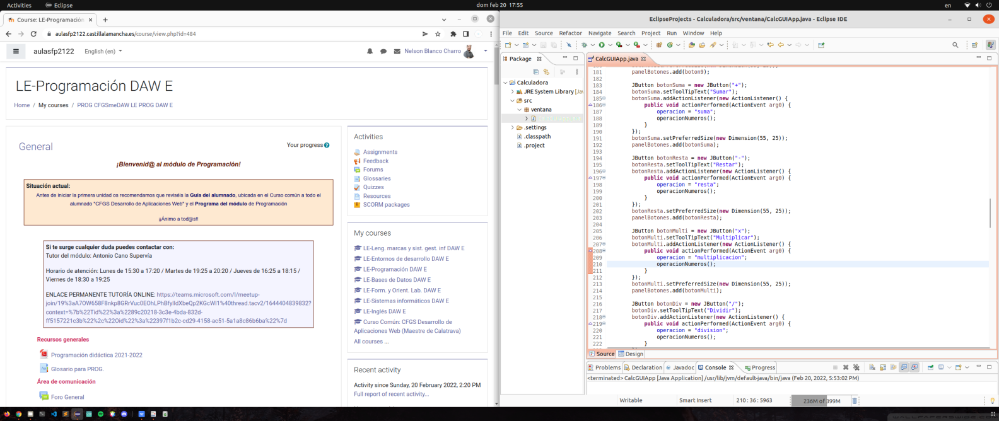 Activities
Eclipse
dom feb 20 17:55
en
Course: LE-Programación
aulasfp2122.castillalamancha.es/course/view.php?id=484
aulasfp2122
English (en)
Nelson Blanco Charro
LE-Programación DAW E
Home / My courses / PROG CFGSmeDAW LE PROG DAW E
General
Your progress
¡Bienvenid@ al módulo de Programación!
Situación actual:
Antes de iniciar la primera unidad os recomendamos que reviséis la Guía del alumnado, ubicada en el Curso común a todo el
alumnado "CFGS Desarrollo de Aplicaciones Web" y el Programa del módulo de Programación
¡¡Ánimo a tod@s!!
Si te surge cualquier duda puedes contactar con:
Tutor del módulo: Antonio Cano Supervía
Horario de atención: Lunes de 15:30 a 17:20 / Martes de 19:25 a 20:20 / Jueves de 16:25 a 18:15 /
Viernes de 18:30 a 19:25
ENLACE PERMANENTE TUTORÍA ONLINE: https://teams.microsoft.com/l/meetup-
context=%7b%22Tid%22%3a%2289c20218-3c3e-4bda-832d-
ff5157221c3b%22%2c%22Oid%22%3a%22397f1b2c-cd29-4158-ac51-5a1a8c86b6ba%22%7d
Recursos generales
Programación didáctica 2021-2022
Glosario para PROG.
Área de comunicación
Foro General
Activities
Assignments
Feedback
Forums
Glossaries
Quizzes
Resources
SCORM packages
My courses
LE-Leng. marcas y sist. gest. inf DAW E
LE-Entornos de desarrollo DAW E
LE-Programación DAW E
LE-Bases de Datos DAW E
LE-Form. y Orient. Lab. DAW E
LE-Sistemas informáticos DAW E
LE-Inglés DAW E
Curso Común: CFGS Desarrollo de
Aplicaciones Web (Maestre de Calatrava)
All courses ...
Recent activity
Activity since Sunday, 20 February 2022, 2:20 PM
Full report of recent activity...
EclipseProjects - Calculadora/src/ventana/CalcGUIApp.java - Eclipse IDE
File Edit Source Refactor Navigate Search Project Run Window Help
Package
Calculadora
JRE System Library
src
ventana
.settings
.classpath
.project
CalcGUIApp.java
181 panelBotones.add(boton9);
182
183 JButton botonSuma = new JButton("+");
184 botonSuma.setToolTipText("Sumar");
185 botonSuma.addActionListener(new ActionListener() {
186 public void actionPerformed(ActionEvent arg0) {
187 operacion = "suma";
188 operacionNumeros();
189 }
190 });
191 botonSuma.setPreferredSize(new Dimension(55, 25));
192 panelBotones.add(botonSuma);
193
194 JButton botonResta = new JButton("-");
195 botonResta.setToolTipText("Restar");
196 botonResta.addActionListener(new ActionListener() {
197 public void actionPerformed(ActionEvent arg0) {
198 operacion = "resta";
199 operacionNumeros();
200 }
201 });
202 botonResta.setPreferredSize(new Dimension(55, 25));
203 panelBotones.add(botonResta);
204
205 JButton botonMulti = new JButton("x");
206 botonMulti.setToolTipText("Multiplicar");
207 botonMulti.addActionListener(new ActionListener() {
208 public void actionPerformed(ActionEvent arg0) {
209 operacion = "multiplicacion";
210 operacionNumeros();
211 }
212 });
213 botonMulti.setPreferredSize(new Dimension(55, 25));
214 panelBotones.add(botonMulti);
215
216 JButton botonDiv = new JButton("/");
217 botonDiv.setToolTipText("Dividir");
218 botonDiv.addActionListener(new ActionListener() {
219 public void actionPerformed(ActionEvent arg0) {
220 operacion = "division";
221 operacionNumeros();
222 }
Source Design
Problems Declaration Javadoc Console Progress
<terminated> CalcGUIApp [Java Application] /usr/lib/jvm/default-java/bin/java (Feb 20, 2022, 5:53:02 PM)
Writable
Smart Insert
210 : 36 : 5963
236M of 399M